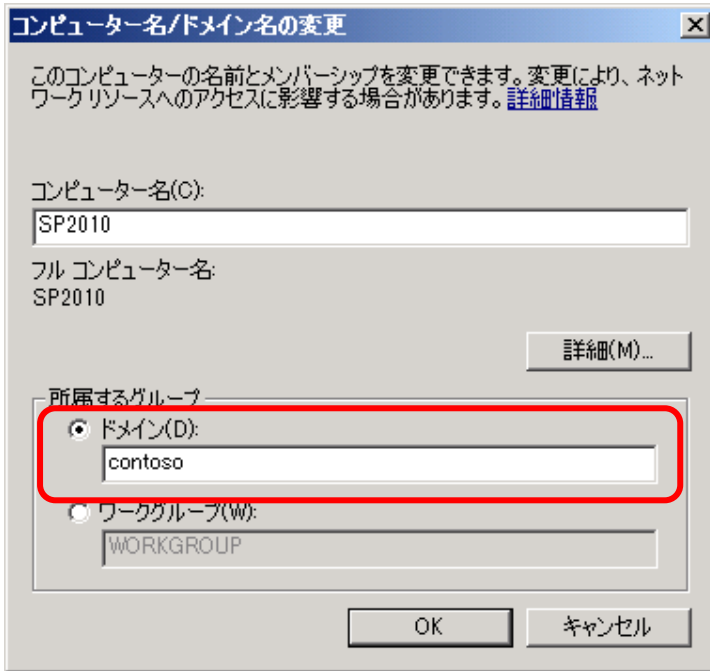 コンピューター名/ドメイン名の変更
このコンピューターの名前とメンバーシップを変更できます。変更により、ネット
ワーク リソースへのアクセスに影響する場合があります。詳細情報
コンピューター名(C):
SP2010
フル コンピューター名:
SP2010
詳細(M)...
所属するグループ
ドメイン(D):
contoso
ワークグループ(W):
WORKGROUP
OK
キャンセル